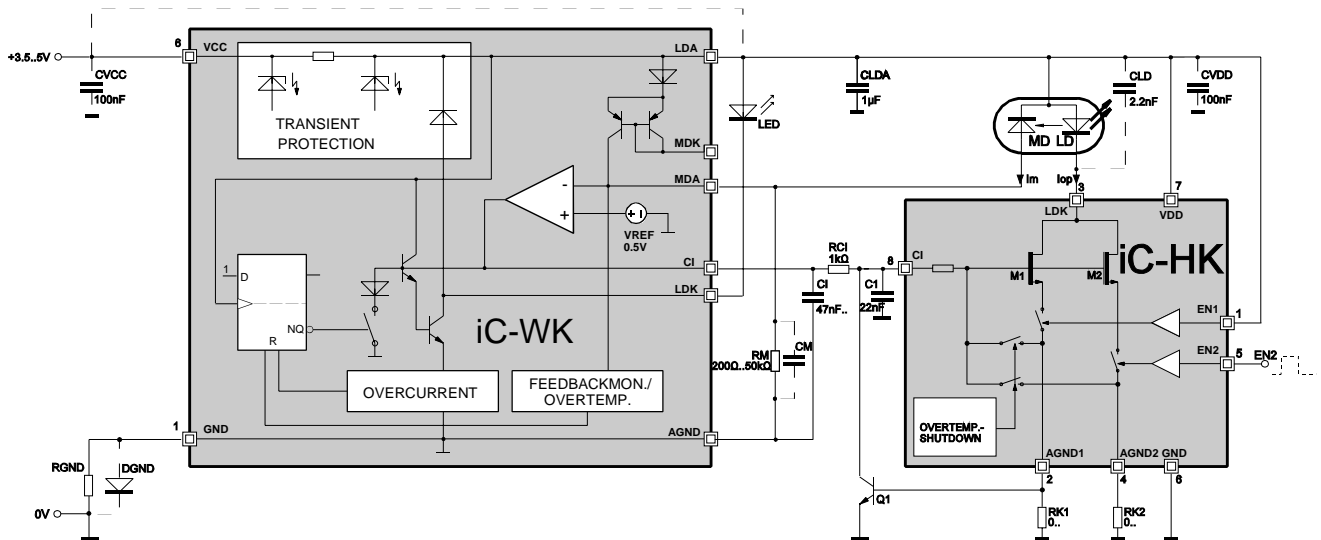 +3.5..5V
CVCC
100nF
6
VCC
TRANSIENT
PROTECTION
LDA
MDK
MDA
-
+
VREF
0.5V
CI
LDK
1
D
NQ
R
iC-WK
OVERCURRENT
FEEDBACKMON./
OVERTEMP.
1
GND
AGND
RGND
DGND
0V
LED
CLDA
1µF
CLD
2.2nF
CVDD
100nF
MD LD
Im
Iop
3
7
LDK
VDD
RCI
1kΩ
8
CI
CI
47nF..
C1
22nF
RM
200Ω..50kΩ
CM
M1
M2
iC-HK
EN1
1
EN2
5
EN2
OVERTEMP.-
SHUTDOWN
AGND1
AGND2
GND
2
4
6
Q1
RK1
0..
RK2
0..